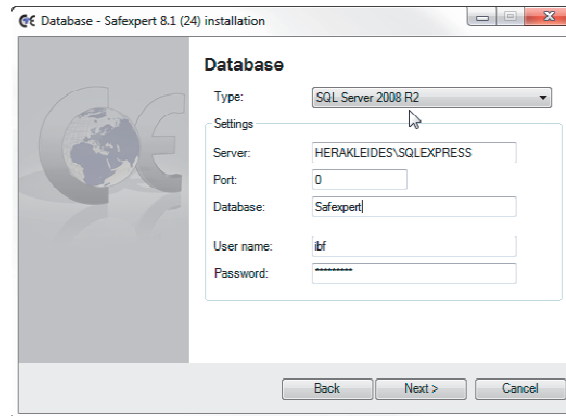 Database - Safexpert 8.1 (24) installation
Database
Type: SQL Server 2008 R2
Settings
Server: HERAKLEIDES\SQLEXPRESS
Port: 0
Database: Safexpert
User name: ibf
Password: *********
Back Next > Cancel